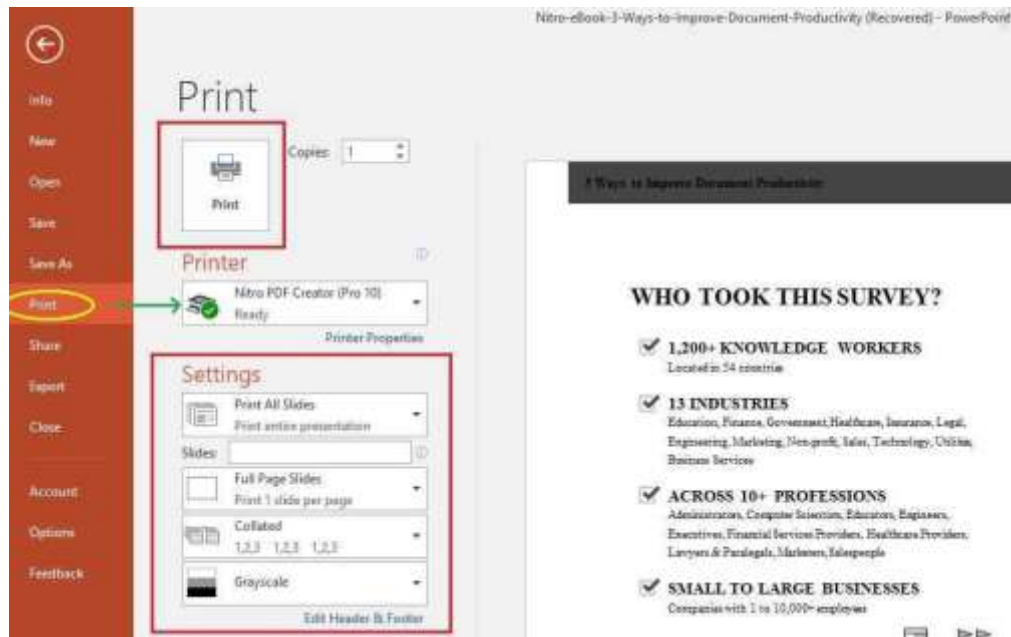 Nitro-eBook-3-Ways-to-Improve-Document-Productivity (Recovered) - PowerPoint
Info
New
Open
Save
Save As
Print
Share
Export
Close
Account
Options
Feedback
Print
Copies: 1
Print
Printer
Nitro PDF Creator (Pro 10)
Ready
Printer Properties
Settings
Print All Slides
Print entire presentation
Slides:
Full Page Slides
Print 1 slide per page
Collated
1,2,3 1,2,3 1,2,3
Grayscale
Edit Header & Footer
3 Ways to Improve Document Productivity
WHO TOOK THIS SURVEY?
1,200+ KNOWLEDGE WORKERS
Located in 54 countries
13 INDUSTRIES
Education, Finance, Government, Healthcare, Insurance, Legal,
Engineering, Marketing, Non-profit, Sales, Technology, Utilities,
Business Services
ACROSS 10+ PROFESSIONS
Administrators, Computer Scientists, Educators, Engineers,
Executives, Financial Services Providers, Healthcare Providers,
Lawyers & Paralegals, Marketers, Salespeople
SMALL TO LARGE BUSINESSES
Companies with 1 to 10,000+ employees